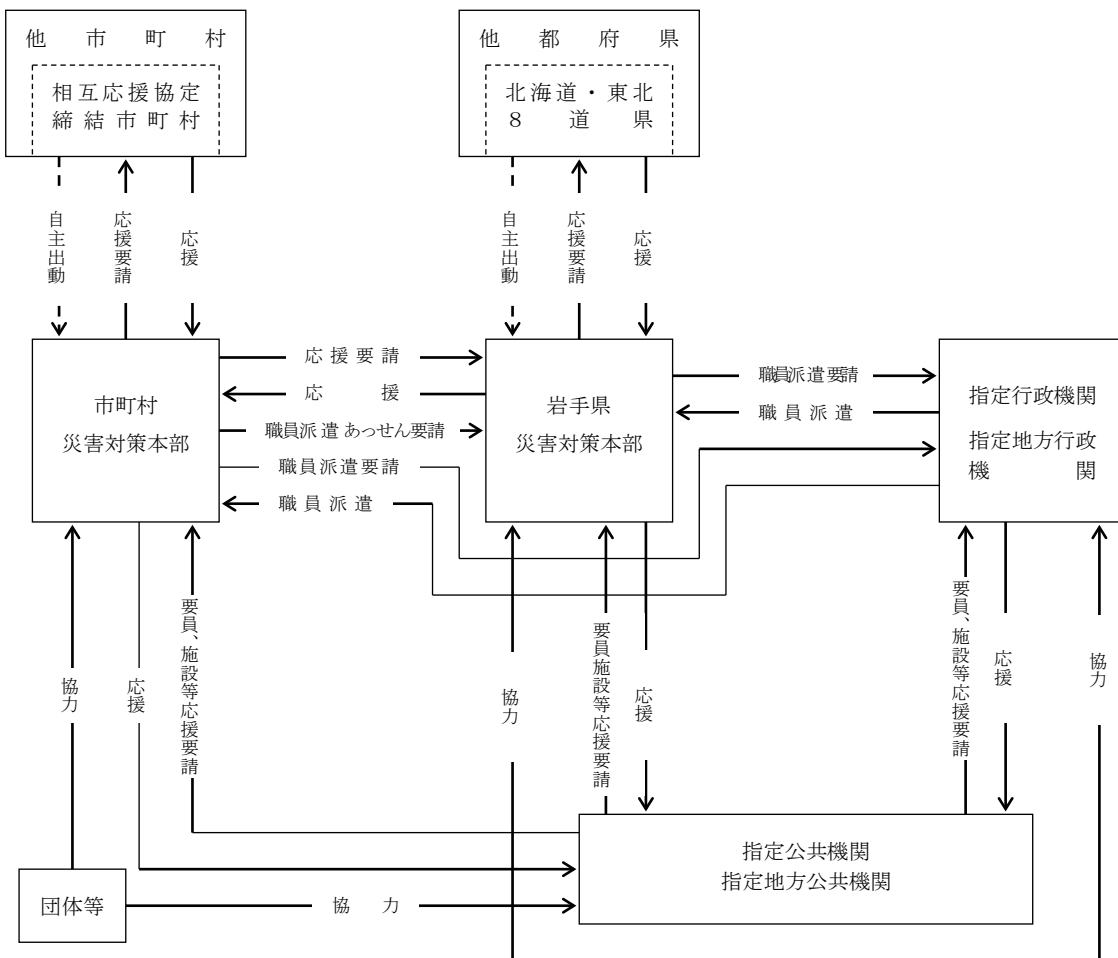 他市町村
相互応援協定
締結市町村
他都府県
北海道・東北
８道県
自主出動
応援要請
応援
自主出動
応援要請
応援
市町村
災害対策本部
応援要請
応援
職員派遣あっせん要請
職員派遣要請
職員派遣
岩手県
災害対策本部
職員派遣要請
職員派遣
指定行政機関
指定地方行政
機関
協力
応援
要員、施設等応援要請
協力
要員施設等応援要請
応援
要員、施設等応援要請
応援
協力
指定公共機関
指定地方公共機関
団体等
協力